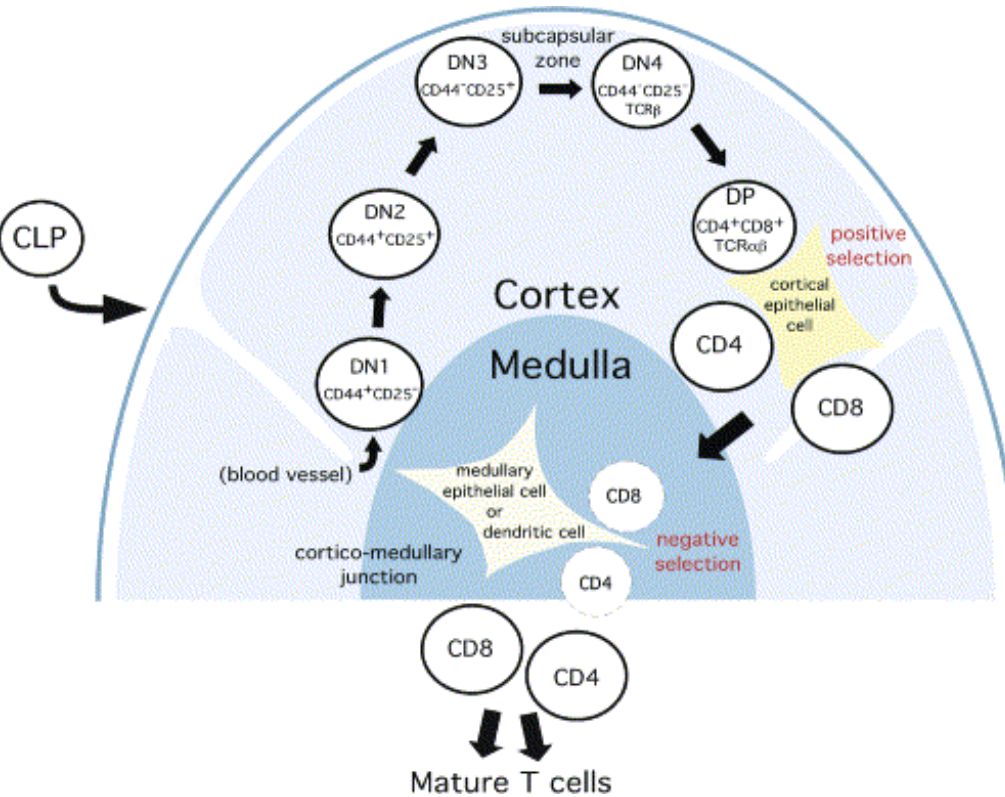 subcapsular
zone
DN3
CD44⁻CD25⁺
DN4
CD44⁻CD25⁻
TCRβ
DN2
CD44⁺CD25⁺
DP
CD4⁺CD8⁺
TCRαβ
CLP
positive
selection
cortical
epithelial
cell
Cortex
CD4
Medulla
DN1
CD44⁺CD25⁻
CD8
(blood vessel)
medullary
epithelial cell
or
dendritic cell
CD8
negative
selection
cortico-medullary
junction
CD4
CD8
CD4
Mature T cells